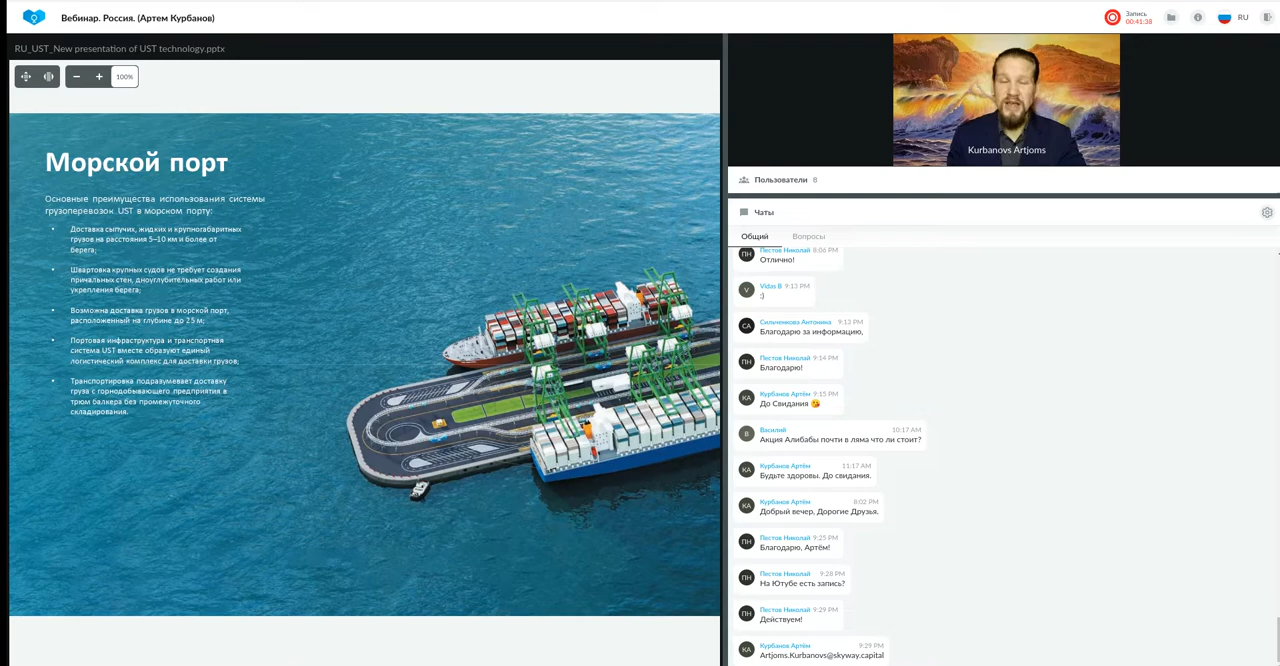 Вебинар. Россия. (Артем Курбанов)
Запись
00:41:38
RU
RU_UST_New presentation of UST technology.pptx
100%
Морской порт
Основные преимущества использования системы
грузоперевозок UST в морском порту:
• Доставка сыпучих, жидких и крупногабаритных
грузов на расстояния 5–10 км и более от
берега;
• Швартовка крупных судов не требует создания
причальных стен, дноуглубительных работ или
укрепления берега;
• Возможна доставка грузов в морской порт,
расположенный на глубине до 25 м;
• Портовая инфраструктура и транспортная
система UST вместе образуют единый
логистический комплекс для доставки грузов;
• Транспортировка подразумевает доставку
груза с горнодобывающего предприятия в
трюм балкера без промежуточного
складирования.
Kurbanovs Artjoms
Пользователи 8
Чаты
Общий Вопросы
ПН Пестов Николай 8:06 PM
Отлично!
V Vidas B 9:13 PM
:)
СА Сильченкова Антонина 9:13 PM
Благодарю за информацию,
ПН Пестов Николай 9:14 PM
Благодарю!
КА Курбанов Артём 9:15 PM
До Свидания 😘
В Василий 10:17 AM
Акция Алибабы почти в ляма что ли стоит?
КА Курбанов Артём 11:17 AM
Будьте здоровы. До свидания.
КА Курбанов Артём 8:02 PM
Добрый вечер, Дорогие Друзья.
ПН Пестов Николай 9:25 PM
Благодарю, Артём!
ПН Пестов Николай 9:28 PM
На Ютубе есть запись?
ПН Пестов Николай 9:29 PM
Действуем!
КА Курбанов Артём 9:29 PM
Artjoms.Kurbanovs@skyway.capital